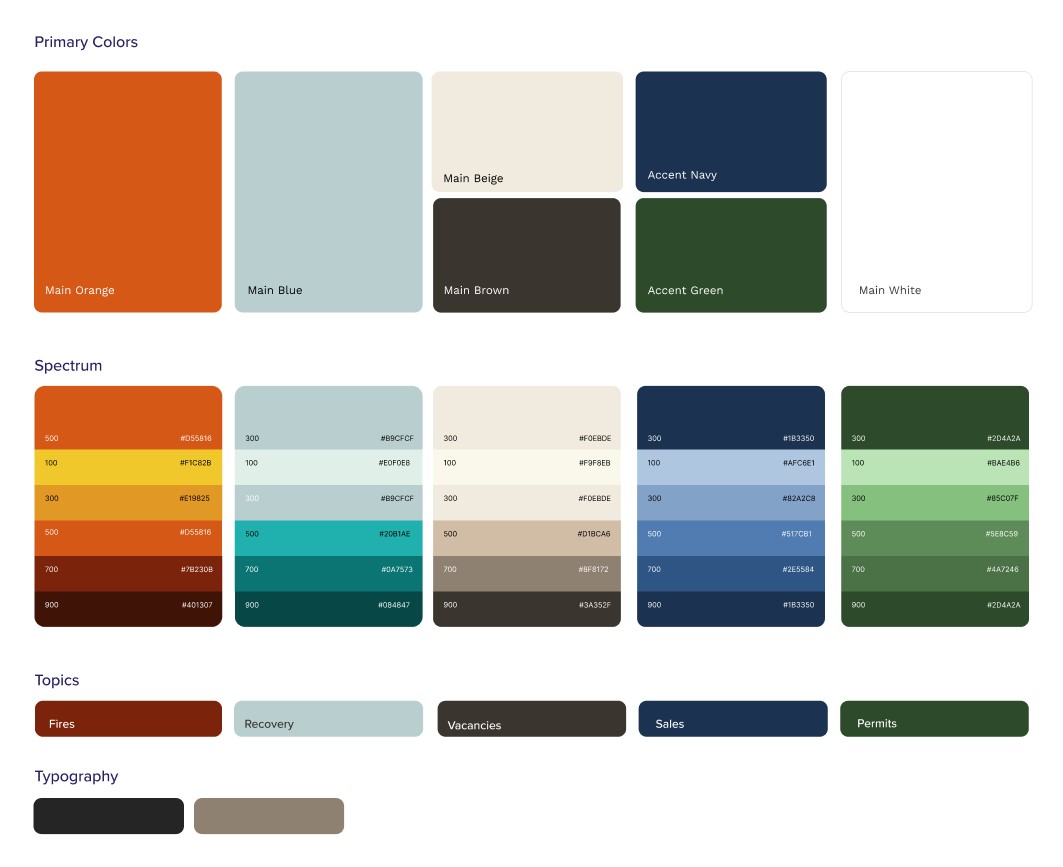 Primary Colors
Main Orange
Main Blue
Main Beige
Main Brown
Accent Navy
Accent Green
Main White
Spectrum
500 #D55816
100 #F1C82B
300 #E19825
500 #D55816
700 #7B230B
900 #401307
300 #B9CFCF
100 #E0F0E8
300 #B9CFCF
500 #20B1AE
700 #0A7573
900 #084847
300 #F0EBDE
100 #F9F8EB
300 #F0EBDE
500 #D1BCA6
700 #8F8172
900 #3A352F
300 #1B3350
100 #AFC6E1
300 #82A2C8
500 #517CB1
700 #2E5584
900 #1B3350
300 #2D4A2A
100 #BAE4B6
300 #85C07F
500 #5E8C59
700 #4A7246
900 #2D4A2A
Topics
Fires
Recovery
Vacancies
Sales
Permits
Typography